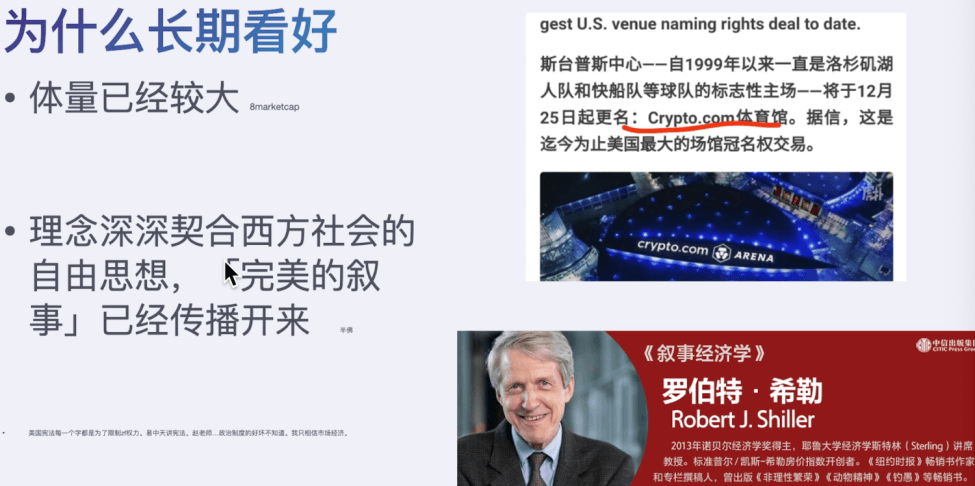 为什么长期看好
• 体量已经较大 8marketcap
• 理念深深契合西方社会的
自由思想，「完美的叙
事」已经传播开来 半佛
• 美国宪法每一个字都是为了限制zf权力。易中天讲宪法。赵老师...政治制度的好坏不知道。我只相信市场经济。
gest U.S. venue naming rights deal to date.
斯台普斯中心——自1999年以来一直是洛杉矶湖
人队和快船队等球队的标志性主场——将于12月
25日起更名：Crypto.com体育馆。据信，这是
迄今为止美国最大的场馆冠名权交易。
crypto.com ARENA
《叙事经济学》
中信出版集团
CITIC Press Gro
罗伯特·希勒
Robert J. Shiller
2013年诺贝尔经济学奖得主，耶鲁大学经济学斯特林（Sterling）讲席
教授。标准普尔/凯斯-希勒房价指数开创者。《纽约时报》畅销书作家
和专栏撰稿人，曾出版《非理性繁荣》《动物精神》《钓愚》等畅销书。